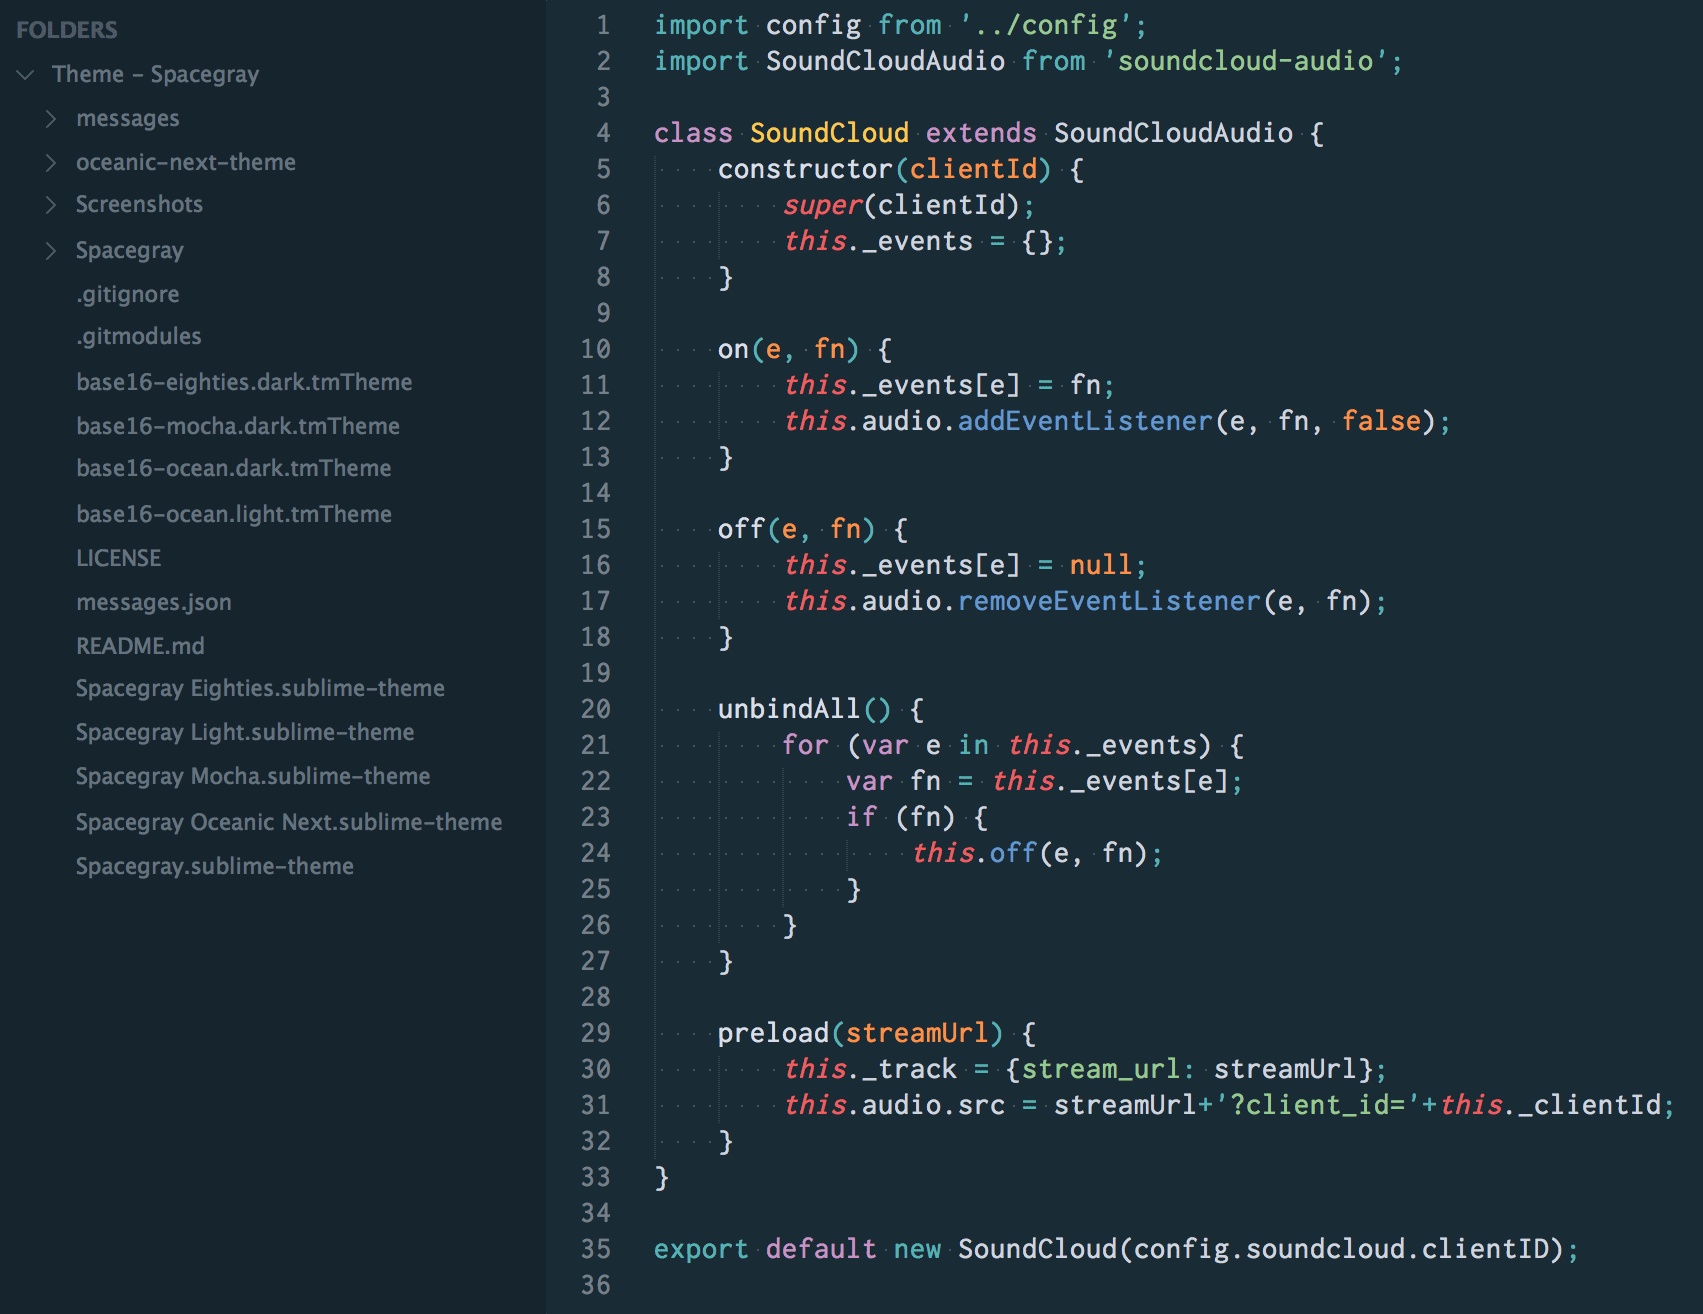 FOLDERS
Theme - Spacegray
messages
oceanic-next-theme
Screenshots
Spacegray
.gitignore
.gitmodules
base16-eighties.dark.tmTheme
base16-mocha.dark.tmTheme
base16-ocean.dark.tmTheme
base16-ocean.light.tmTheme
LICENSE
messages.json
README.md
Spacegray Eighties.sublime-theme
Spacegray Light.sublime-theme
Spacegray Mocha.sublime-theme
Spacegray Oceanic Next.sublime-theme
Spacegray.sublime-theme
1 import config from '../config';
2 import SoundCloudAudio from 'soundcloud-audio';
3
4 class SoundCloud extends SoundCloudAudio {
5     constructor(clientId) {
6         super(clientId);
7         this._events = {};
8     }
9
10     on(e, fn) {
11         this._events[e] = fn;
12         this.audio.addEventListener(e, fn, false);
13     }
14
15     off(e, fn) {
16         this._events[e] = null;
17         this.audio.removeEventListener(e, fn);
18     }
19
20     unbindAll() {
21         for (var e in this._events) {
22             var fn = this._events[e];
23             if (fn) {
24                 this.off(e, fn);
25             }
26         }
27     }
28
29     preload(streamUrl) {
30         this._track = {stream_url: streamUrl};
31         this.audio.src = streamUrl+'?client_id='+this._clientId;
32     }
33 }
34
35 export default new SoundCloud(config.soundcloud.clientID);
36